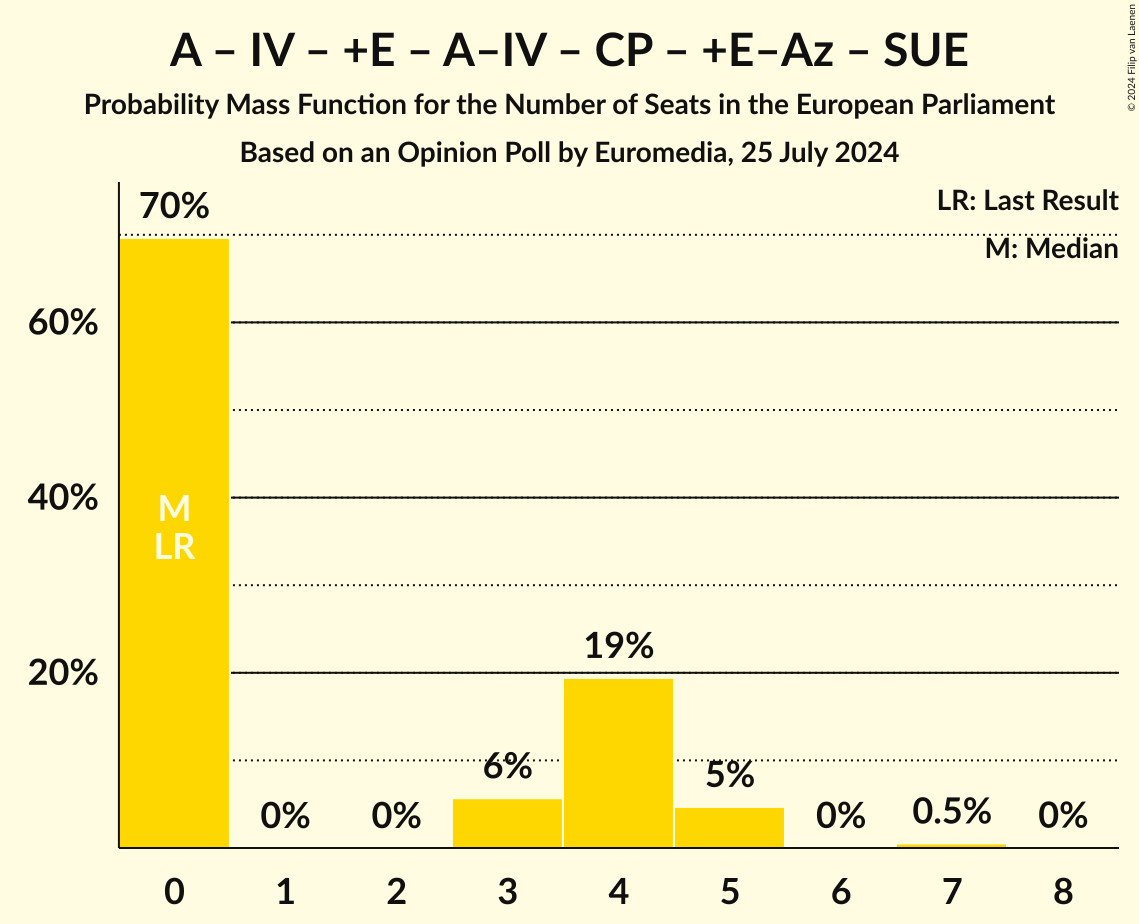 A – IV – +E – A–IV – CP – +E–Az – SUE
Probability Mass Function for the Number of Seats in the European Parliament
Based on an Opinion Poll by Euromedia, 25 July 2024
© 2024 Filip van Laenen
LR: Last Result
M: Median
70%
60%
40%
20%
M
LR
0%
0%
6%
19%
5%
0%
0.5%
0%
0 1 2 3 4 5 6 7 8